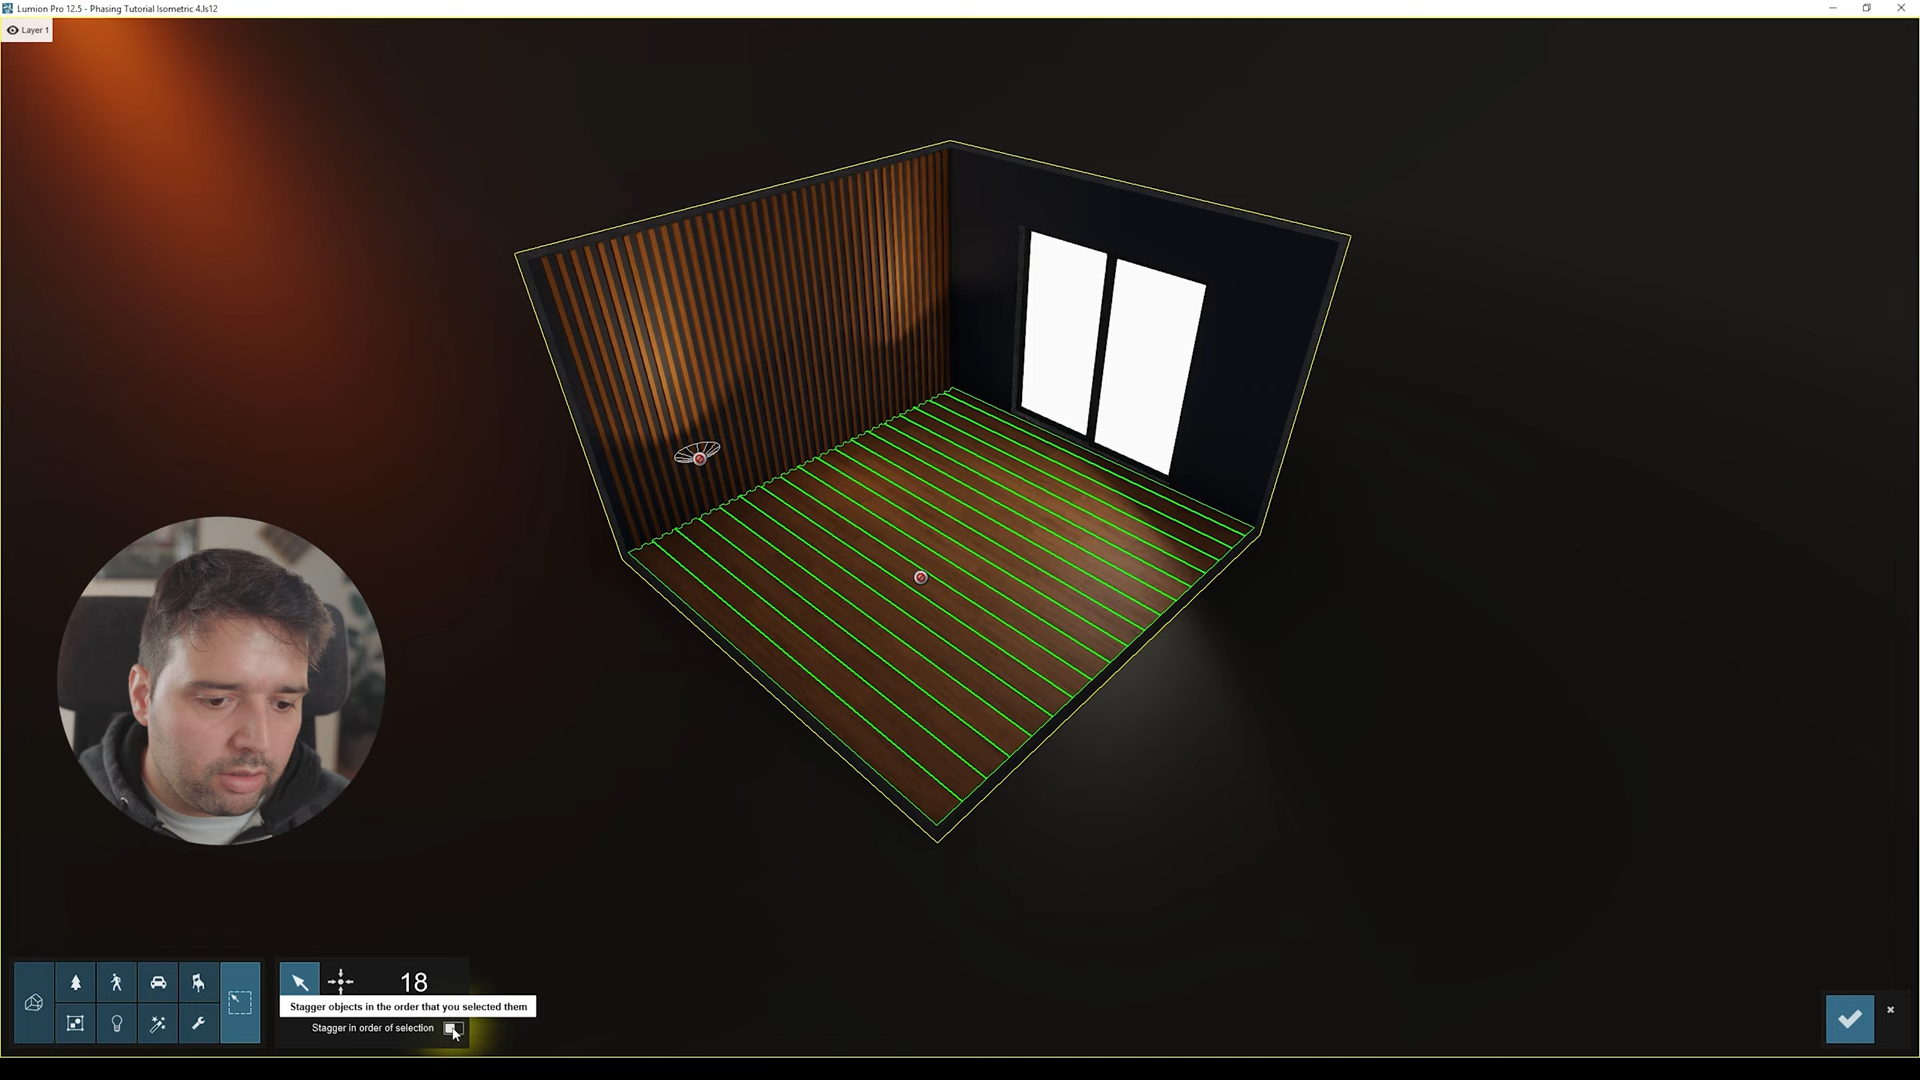 Lumion Pro 12.5 - Phasing Tutorial Isometric 4.ls12
Layer 1
18
Stagger objects in the order that you selected them
Stagger in order of selection